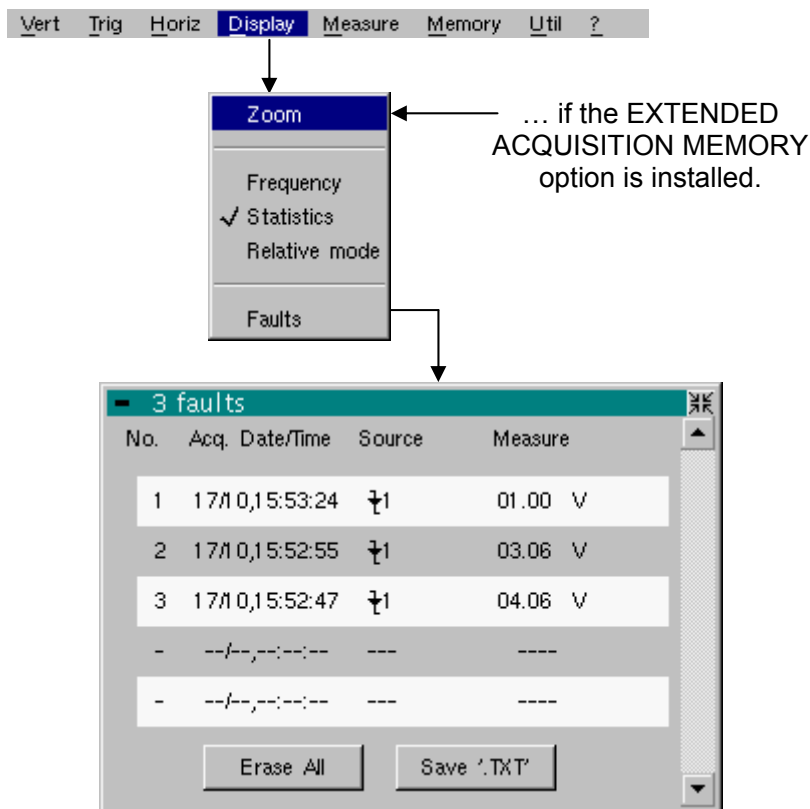 Vert Trig Horiz Display Measure Memory Util ?
Zoom
… if the EXTENDED
ACQUISITION MEMORY
option is installed.
Frequency
✓ Statistics
Relative mode
Faults
3 faults
No. Acq. Date/Time Source Measure
1 17/10,15:53:24 1 01.00 V
2 17/10,15:52:55 1 03.06 V
3 17/10,15:52:47 1 04.06 V
- --/--,--:--:-- --- ----
- --/--,--:--:-- --- ----
Erase All Save '.TXT'